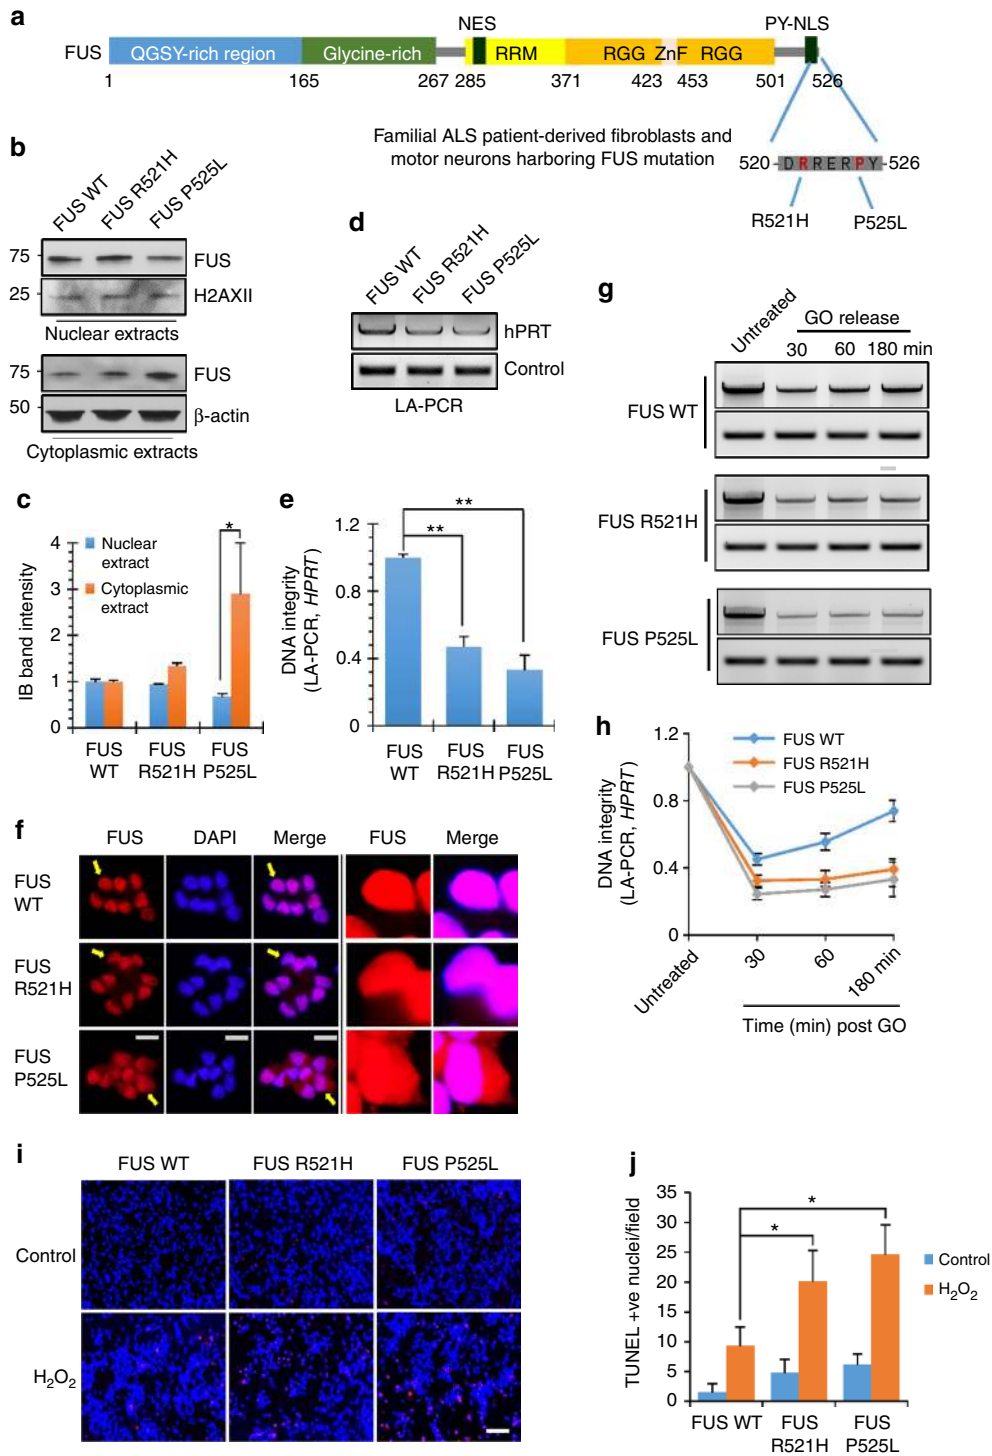 a
NES
PY-NLS
FUS
QGSY-rich region
Glycine-rich
RRM
RGG
ZnF
RGG
1
165
267
285
371
423
453
501
526
Familial ALS patient-derived fibroblasts and
motor neurons harboring FUS mutation
520
DRRERPY
526
R521H
P525L
b
FUS WT
FUS R521H
FUS P525L
75
FUS
25
H2AXII
Nuclear extracts
75
FUS
50
β-actin
Cytoplasmic extracts
c
IB band intensity
4
3
2
1
0
Nuclear
extract
Cytoplasmic
extract
*
FUS
WT
FUS
R521H
FUS
P525L
d
FUS WT
FUS R521H
FUS P525L
hPRT
Control
LA-PCR
e
DNA integrity
(LA-PCR, HPRT)
1.2
0.8
0.4
0
**
**
FUS
WT
FUS
R521H
FUS
P525L
f
FUS
DAPI
Merge
FUS
Merge
FUS
WT
FUS
R521H
FUS
P525L
g
Untreated
GO release
30
60
180 min
FUS WT
FUS R521H
FUS P525L
h
DNA integrity
(LA-PCR, HPRT)
1.2
0.8
0.4
0
FUS WT
FUS R521H
FUS P525L
Untreated
30
60
180 min
Time (min) post GO
i
FUS WT
FUS R521H
FUS P525L
Control
H₂O₂
j
TUNEL +ve nuclei/field
35
30
25
20
15
10
5
0
*
*
Control
H₂O₂
FUS WT
FUS
R521H
FUS
P525L